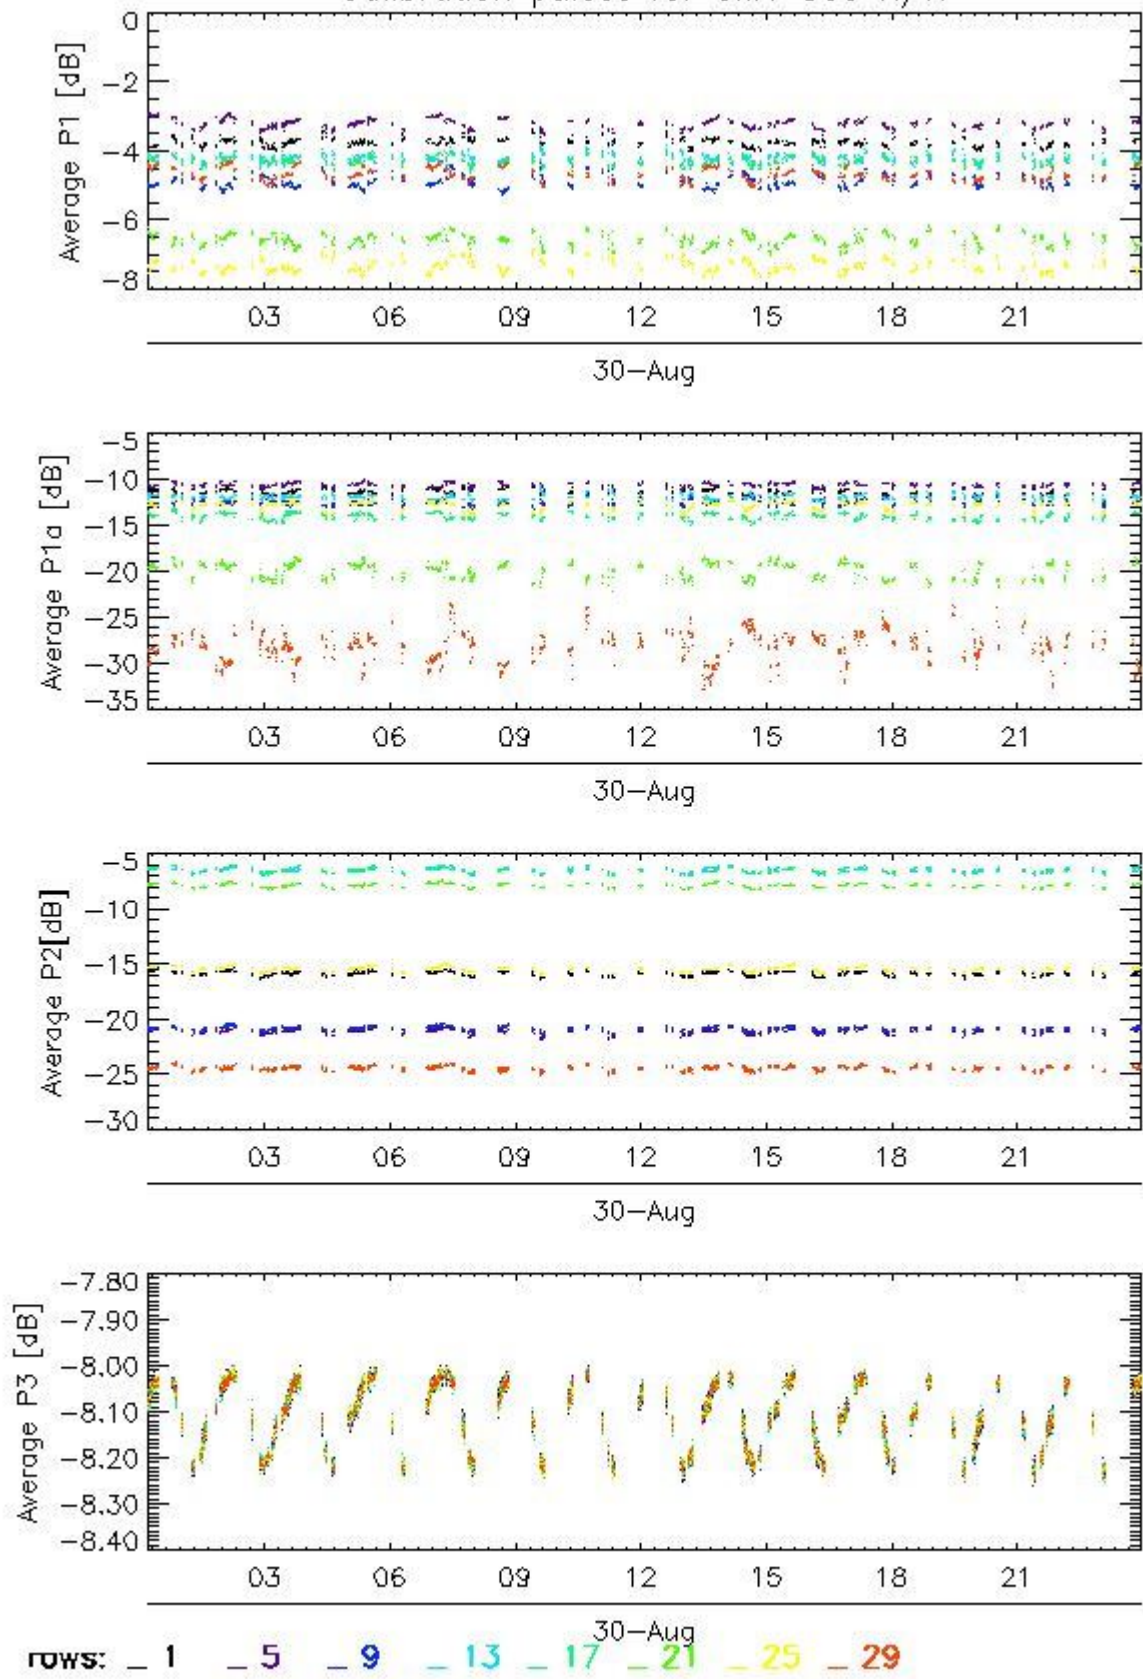 Average P1 [dB]
0
-2
-4
-6
-8
03 06 09 12 15 18 21
30-Aug
Average P1a [dB]
-5
-10
-15
-20
-25
-30
-35
03 06 09 12 15 18 21
30-Aug
Average P2[dB]
-5
-10
-15
-20
-25
-30
03 06 09 12 15 18 21
30-Aug
Average P3 [dB]
-7.80
-7.90
-8.00
-8.10
-8.20
-8.30
-8.40
03 06 09 12 15 18 21
30-Aug
rows: _ 1 _ 5 _ 9 _ 13 _ 17 _ 21 _ 25 _ 29